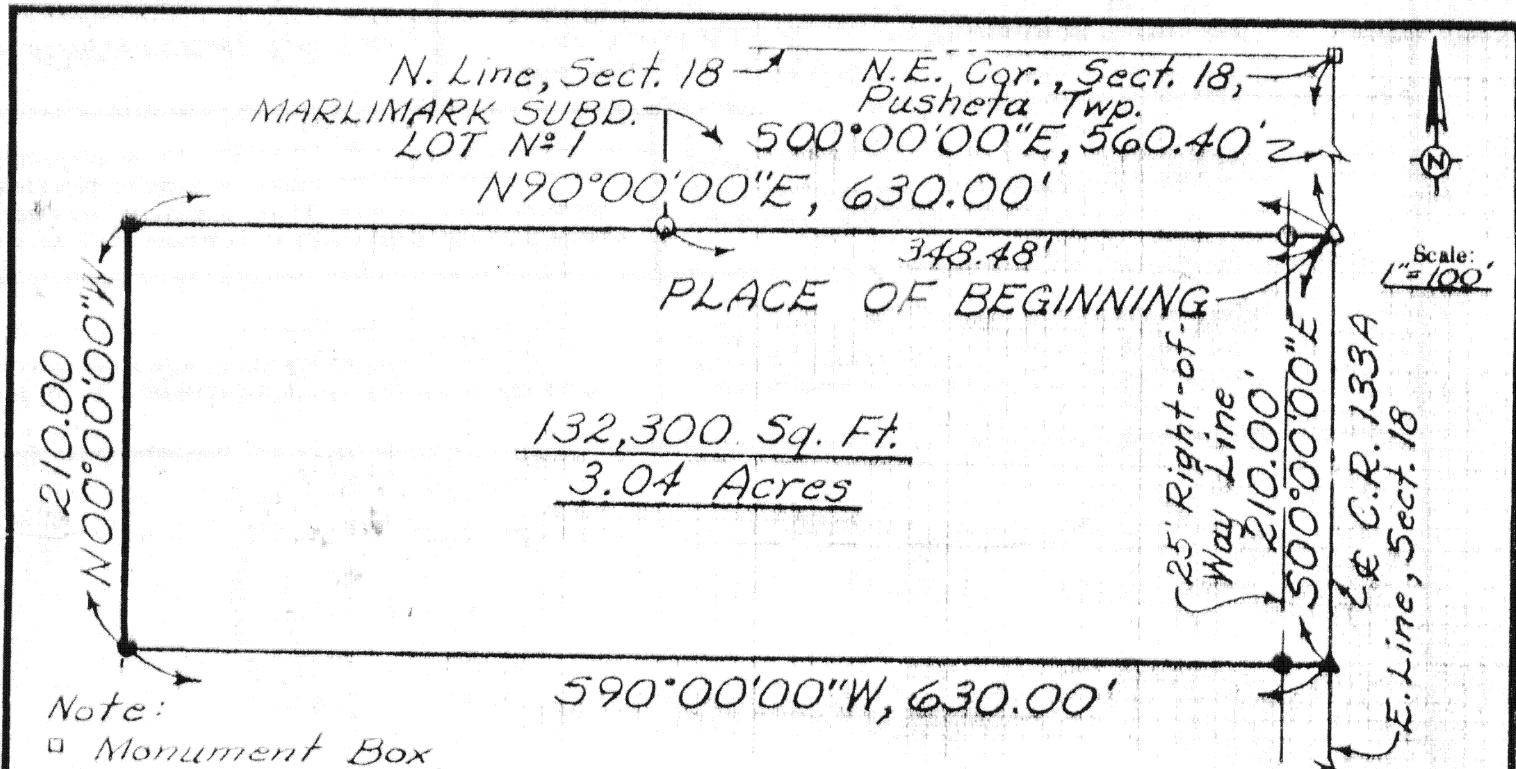 N. Line, Sect. 18
N.E. Cor., Sect. 18,
Pusheta Twp.
MARLIMARK SUBD.
LOT Nº 1
S00°00'00"E, 560.40'
N90°00'00"E, 630.00'
N
348.48'
Scale:
1"=100'
PLACE OF BEGINNING
210.00
N00°00'00"W
132,300 Sq. Ft.
3.04 Acres
25' Right-of-
Way Line
210.00'
S00°00'00"E
℄ C.R. 133A
E. Line, Sect. 18
S90°00'00"W, 630.00'
Note:
□ Monument Box